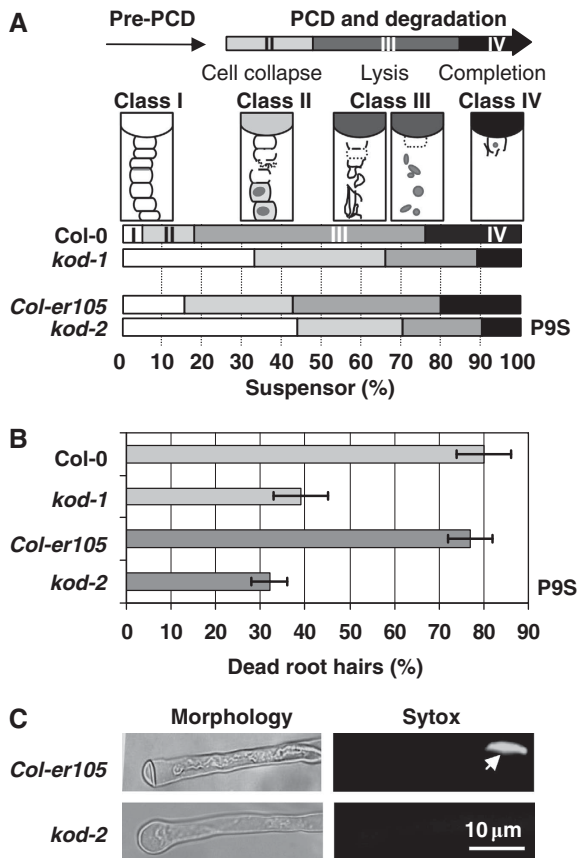 A
Pre-PCD
PCD and degradation
II III IV
Cell collapse Lysis Completion
Class I Class II Class III Class IV
Col-0 I II III IV
kod-1
Col-er105
kod-2 P9S
0 10 20 30 40 50 60 70 80 90 100
Suspensor (%)
B
Col-0
kod-1
Col-er105
kod-2 P9S
0 10 20 30 40 50 60 70 80 90
Dead root hairs (%)
C
Morphology Sytox
Col-er105
kod-2 10 μm